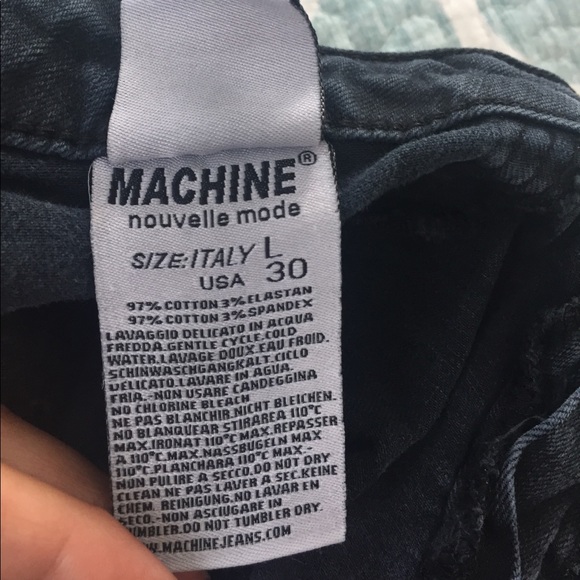 MACHINE®
nouvelle mode
SIZE:ITALY L
USA 30
97% COTTON 3% ELASTAN
97% COTTON 3% SPANDEX
LAVAGGIO DELICATO IN ACQUA
FREDDA.GENTLE CYCLE.COLD
WATER.LAVAGE DOUX.EAU FROID.
SCHINWASCHGANGKALT.CICLO
DELICATO.LAVARE IN AGUA.
FRIA.-NON USARE CANDEGGINA
NO CHLORINE BLEACH
NE PAS BLANCHIR.NICHT BLEICHEN.
NO BLANQUEAR STIRAREA 110°C
MAX.IRONAT 110°C MAX.REPASSER
A 110°C MAX.NASSBUGELN MAX
110°C.PLANCHARA 110°C MAX.-
NON PULIRE A SECCO.DO NOT DRY
CLEAN NE PAS LAVER A SEC.KEINE
CHEM. REINIGUNG.NO LAVAR EN
SECO.-NON ASCIUGARE IN
MBLER.DO NOT TUMBLER DRY.
W.MACHINEJEANS.COM